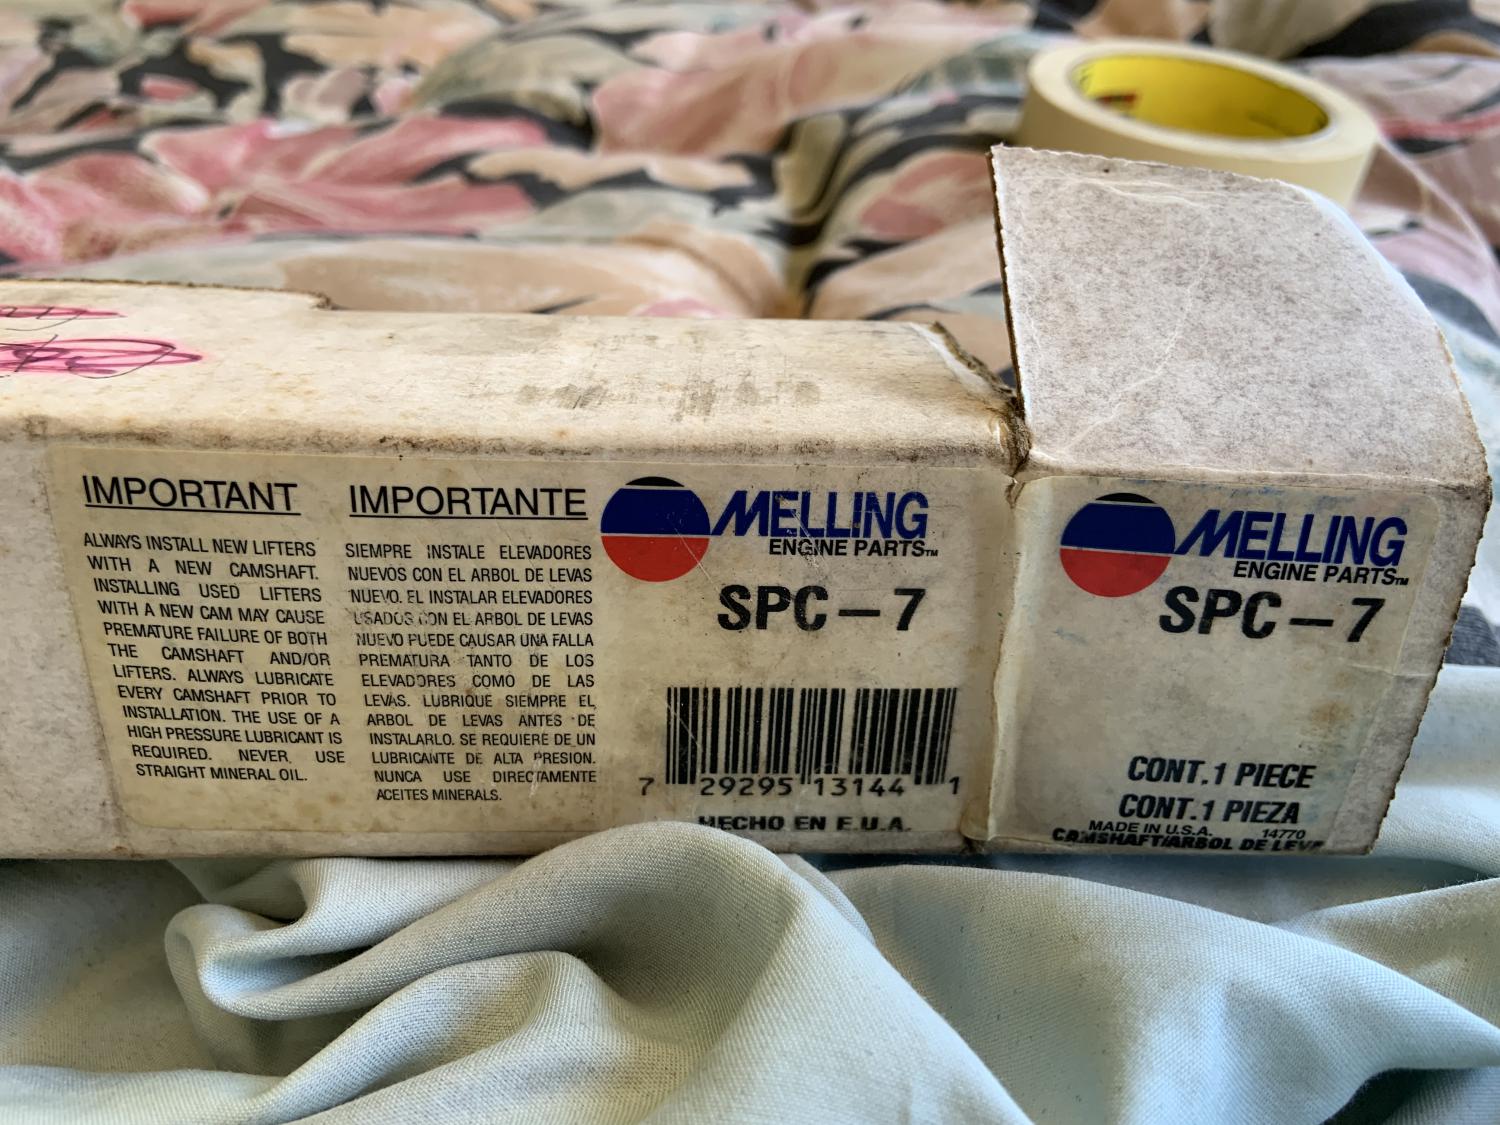 IMPORTANT
ALWAYS INSTALL NEW LIFTERS
WITH A NEW CAMSHAFT.
INSTALLING USED LIFTERS
WITH A NEW CAM MAY CAUSE
PREMATURE FAILURE OF BOTH
THE CAMSHAFT AND/OR
LIFTERS. ALWAYS LUBRICATE
EVERY CAMSHAFT PRIOR TO
INSTALLATION. THE USE OF A
HIGH PRESSURE LUBRICANT IS
REQUIRED. NEVER USE
STRAIGHT MINERAL OIL.
IMPORTANTE
SIEMPRE INSTALE ELEVADORES
NUEVOS CON EL ARBOL DE LEVAS
NUEVO. EL INSTALAR ELEVADORES
USADOS CON EL ARBOL DE LEVAS
NUEVO PUEDE CAUSAR UNA FALLA
PREMATURA TANTO DE LOS
ELEVADORES COMO DE LAS
LEVAS. LUBRIQUE SIEMPRE EL
ARBOL DE LEVAS ANTES DE
INSTALARLO. SE REQUIERE DE UN
LUBRICANTE DE ALTA PRESION.
NUNCA USE DIRECTAMENTE
ACEITES MINERALS.
MELLING
ENGINE PARTS™
SPC-7
7 29295 13144 1
HECHO EN E.U.A.
MELLING
ENGINE PARTS™
SPC-7
CONT.1 PIECE
CONT.1 PIEZA
MADE IN U.S.A. 14770
CAMSHAFT/ARBOL DE LEVA